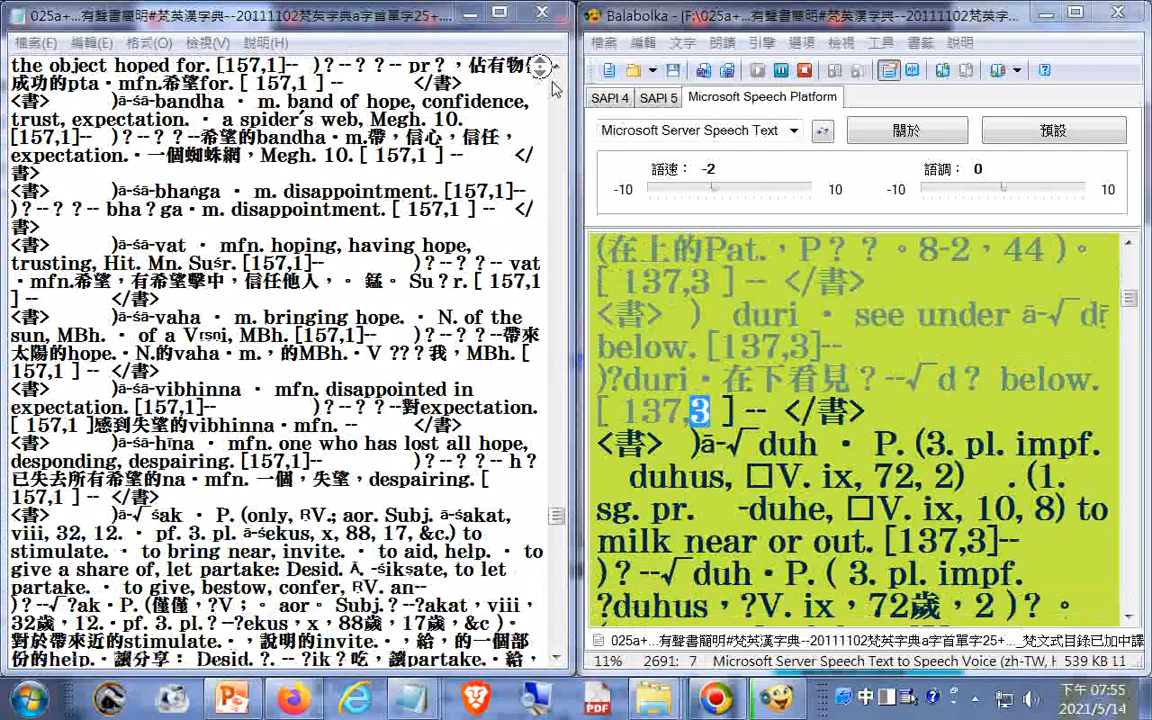 025a+...有聲書簡明#梵英漢字典--20111102梵英字典a字首單字25+...
檔案(F) 編輯(E) 格式(O) 檢視(V) 說明(H)
the object hoped for. [157,1]-- )?--??-- pr?,佔有物
成功的pta・mfn.希望for. [ 157,1 ] -- </書>
<書> )ā-śā-bandha ・ m. band of hope, confidence,
trust, expectation. ・ a spider's web, Megh. 10.
[157,1]-- )?--??--希望的bandha・m.帶,信心,信任,
expectation.・一個蜘蛛網,Megh. 10. [ 157,1 ] -- </
書>
<書> )ā-śā-bhaṅga ・ m. disappointment. [157,1]--
)?--??-- bha?ga・m. disappointment. [ 157,1 ] -- </
書>
<書> )ā-śā-vat ・ mfn. hoping, having hope,
trusting, Hit. Mn. Suśr. [157,1]-- )?--??-- vat
・mfn.希望,有希望擊中,信任他人,。 錳。 Su?r. [ 157,1
] -- </書>
<書> )ā-śā-vaha ・ m. bringing hope. ・ N. of the
sun, MBh. ・ of a Vṛṣṇi, MBh. [157,1]-- )?--??--帶來
太陽的hope.・N.的vaha・m.,的MBh.・V ???我,MBh. [
157,1 ] -- </書>
<書> )ā-śā-vibhinna ・ mfn. disappointed in
expectation. [157,1]-- )?--??--對expectation.
[ 157,1 ]感到失望的vibhinna・mfn. -- </書>
<書> )ā-śā-hīna ・ mfn. one who has lost all hope,
desponding, despairing. [157,1]-- )?--??-- h?
已失去所有希望的na・mfn. 一個,失望,despairing. [
157,1 ] -- </書>
<書> )ā-√śak ・ P. (only, ṚV.; aor. Subj. ā-śakat,
viii, 32, 12. ・ pf. 3. pl. ā-śekus, x, 88, 17, &c.) to
stimulate. ・ to bring near, invite. ・ to aid, help. ・ to
give a share of, let partake: Desid. Ā. -śikṣate, to let
partake. ・ to give, bestow, confer, ṚV. an--
)?--√?ak・P. (僅僅,?V;。 aor。 Subj.?--?akat,viii,
32歲,12.・pf. 3. pl.?--?ekus,x,88歲,17歲,&c )・
對於帶來近的stimulate.・,說明的invite.・,給,的一個部
份的help.・讓分享: Desid. ?. -- ?ik?吃,讓partake.・給,
Balabolka - [F:\025a+...有聲書簡明#梵英漢字典--20111102梵英字...
檔案 編輯 文字 朗讀 引擎 選項 檢視 工具 書籤 說明
SAPI 4 SAPI 5 Microsoft Speech Platform
Microsoft Server Speech Text 關於 預設
語速: -2 語調: 0
-10 10 -10 10
(在上的Pat.,P??。8-2,44 )。
[ 137,3 ] -- </書>
<書> ) duri ・ see under ā-√dṛ
below. [137,3]--
)?duri・在下看見?--√d? below.
[ 137,3 ] -- </書>
<書> )ā-√duh ・ P. (3. pl. impf.
duhus, □V. ix, 72, 2) . (1.
sg. pr. -duhe, □V. ix, 10, 8) to
milk near or out. [137,3]--
)?--√duh・P. ( 3. pl. impf.
?duhus,?V. ix,72歲,2 )?。
025a+...有聲書簡明#梵英漢字典--20111102梵英字典a字首單字25+..._梵文式目錄已加中譯
11% 2691: 7 Microsoft Server Speech Text to Speech Voice (zh-TW, H 539 KB 11
PDF
中
下午 07:55
2021/5/14